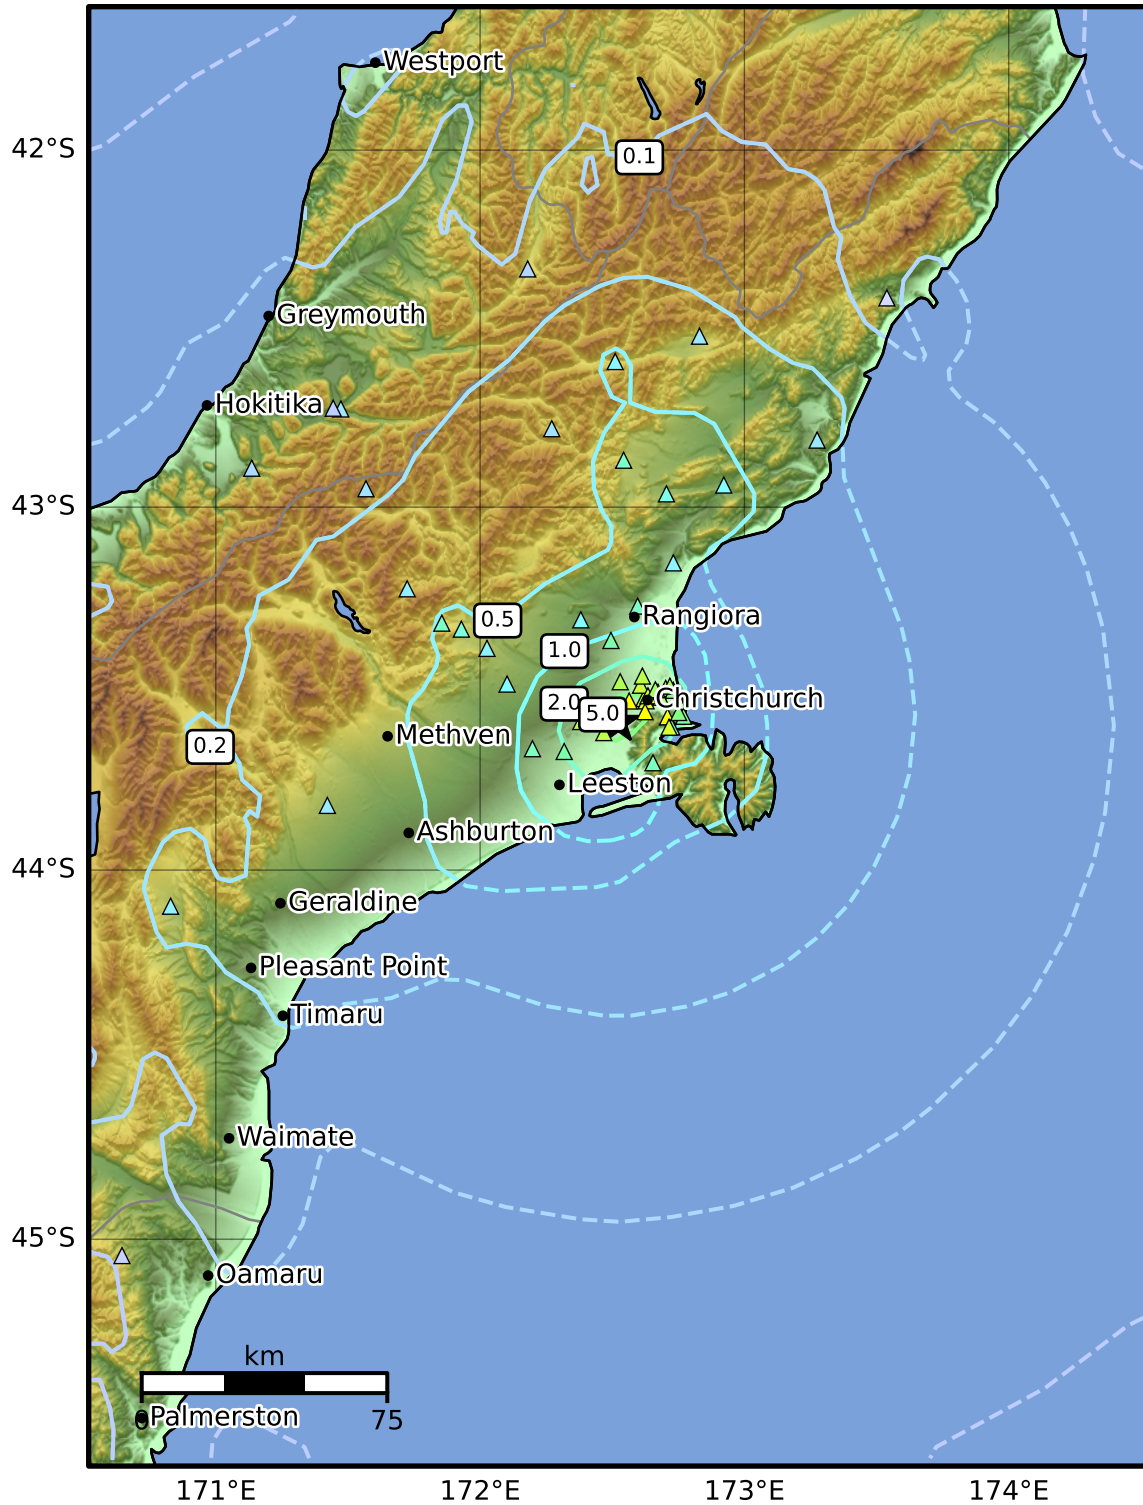 Westport
42°S
0.1
Greymouth
Hokitika
43°S
Rangiora
0.5
1.0
Christchurch
2.0
5.0
Methven
0.2
Leeston
Ashburton
44°S
Geraldine
Pleasant Point
Timaru
Waimate
45°S
Oamaru
km
0
75
Palmerston
171°E
172°E
173°E
174°E